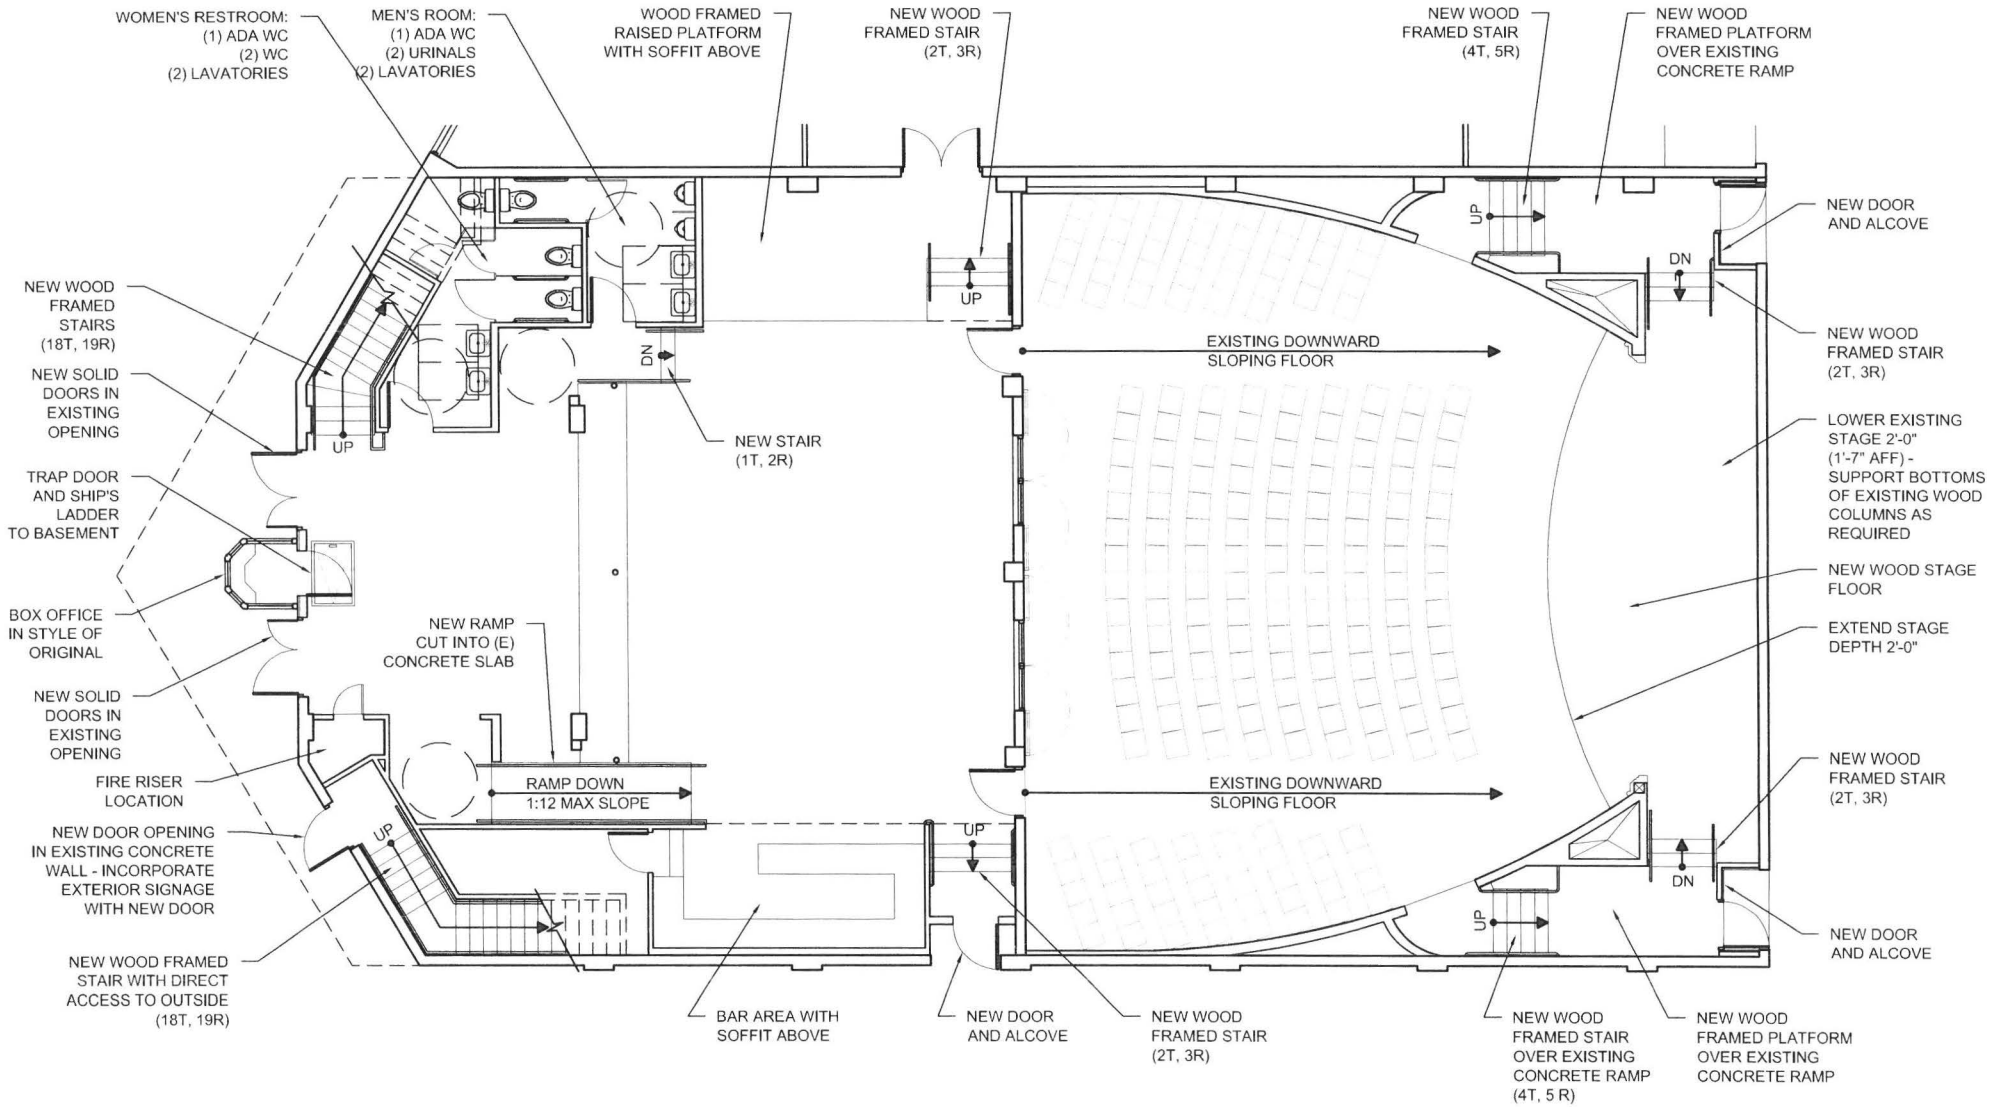 WOMEN'S RESTROOM:
(1) ADA WC
(2) WC
(2) LAVATORIES
MEN'S ROOM:
(1) ADA WC
(2) URINALS
(2) LAVATORIES
WOOD FRAMED
RAISED PLATFORM
WITH SOFFIT ABOVE
NEW WOOD
FRAMED STAIR
(2T, 3R)
NEW WOOD
FRAMED STAIR
(4T, 5R)
NEW WOOD
FRAMED PLATFORM
OVER EXISTING
CONCRETE RAMP
NEW DOOR
AND ALCOVE
NEW WOOD
FRAMED STAIR
(2T, 3R)
LOWER EXISTING
STAGE 2'-0"
(1'-7" AFF) -
SUPPORT BOTTOMS
OF EXISTING WOOD
COLUMNS AS
REQUIRED
NEW WOOD STAGE
FLOOR
EXTEND STAGE
DEPTH 2'-0"
NEW WOOD
FRAMED STAIR
(2T, 3R)
NEW DOOR
AND ALCOVE
NEW WOOD
FRAMED
STAIRS
(18T, 19R)
NEW SOLID
DOORS IN
EXISTING
OPENING
TRAP DOOR
AND SHIP'S
LADDER
TO BASEMENT
BOX OFFICE
IN STYLE OF
ORIGINAL
NEW SOLID
DOORS IN
EXISTING
OPENING
FIRE RISER
LOCATION
NEW DOOR OPENING
IN EXISTING CONCRETE
WALL - INCORPORATE
EXTERIOR SIGNAGE
WITH NEW DOOR
NEW WOOD FRAMED
STAIR WITH DIRECT
ACCESS TO OUTSIDE
(18T, 19R)
UP
DN
UP
UP
DN
EXISTING DOWNWARD
SLOPING FLOOR
NEW STAIR
(1T, 2R)
NEW RAMP
CUT INTO (E)
CONCRETE SLAB
RAMP DOWN
1:12 MAX SLOPE
EXISTING DOWNWARD
SLOPING FLOOR
UP
UP
UP
DN
BAR AREA WITH
SOFFIT ABOVE
NEW DOOR
AND ALCOVE
NEW WOOD
FRAMED STAIR
(2T, 3R)
NEW WOOD
FRAMED STAIR
OVER EXISTING
CONCRETE RAMP
(4T, 5 R)
NEW WOOD
FRAMED PLATFORM
OVER EXISTING
CONCRETE RAMP